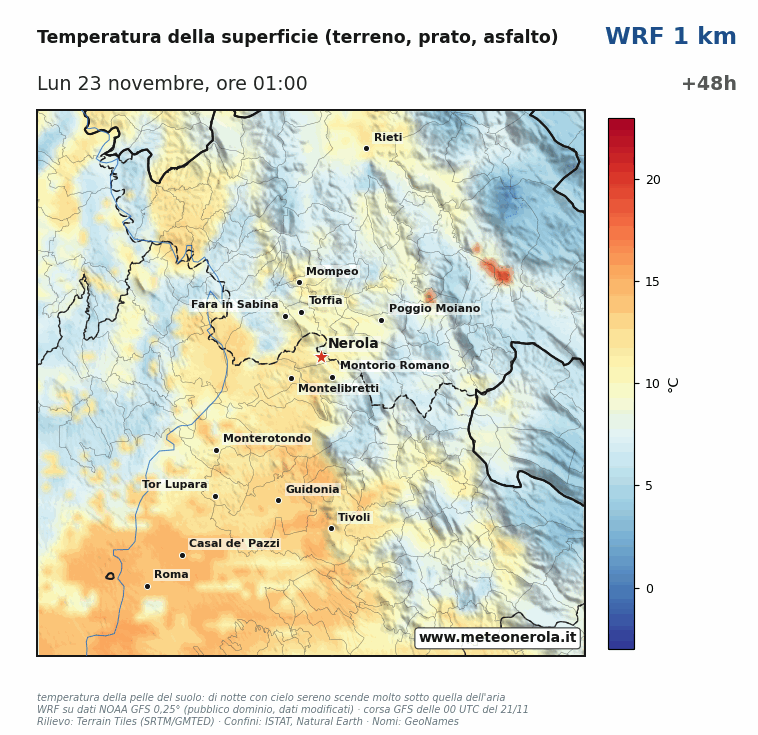 Temperatura della superficie (terreno, prato, asfalto)
WRF 1 km
Lun 23 novembre, ore 01:00
+48h
Rieti
Mompeo
Fara in Sabina
Toffia
Poggio Moiano
Nerola
Montorio Romano
Montelibretti
Monterotondo
Tor Lupara
Guidonia
Tivoli
Casal de' Pazzi
Roma
www.meteonerola.it
20
15
10
5
0
°C
temperatura della pelle del suolo: di notte con cielo sereno scende molto sotto quella dell'aria
WRF su dati NOAA GFS 0,25° (pubblico dominio, dati modificati) · corsa GFS delle 00 UTC del 21/11
Rilievo: Terrain Tiles (SRTM/GMTED) · Confini: ISTAT, Natural Earth · Nomi: GeoNames